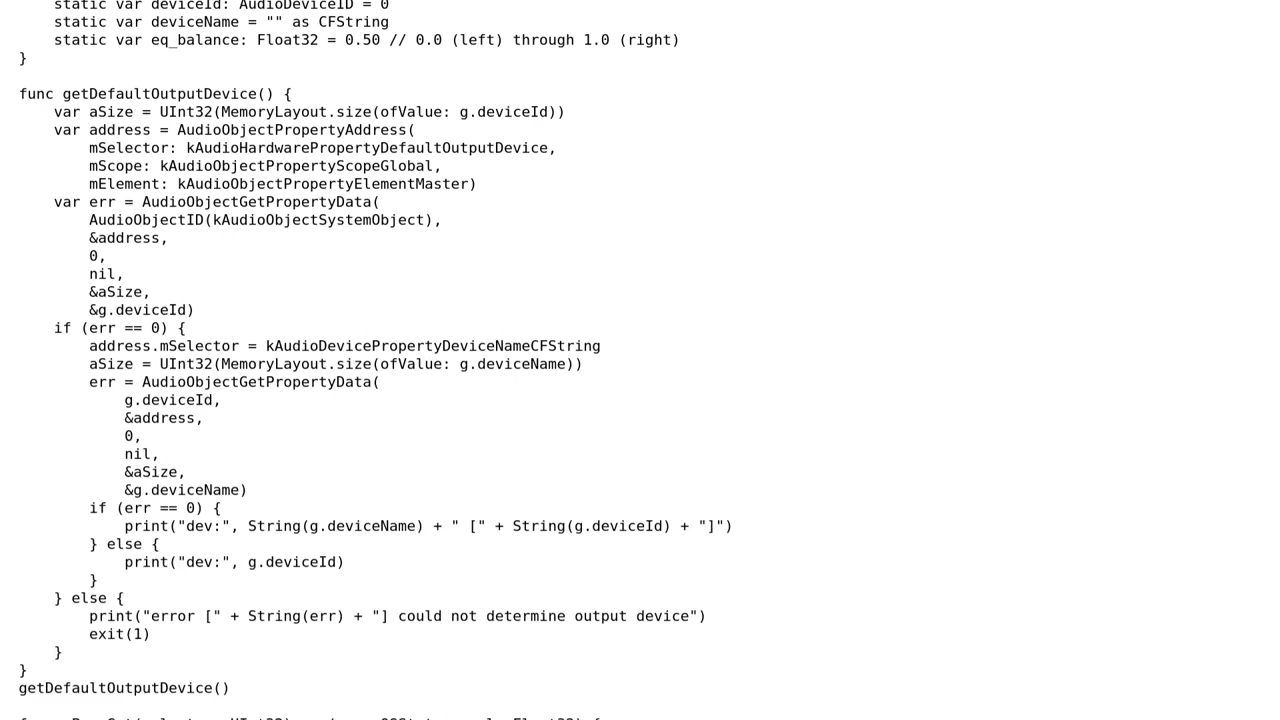 static var deviceId: AudioDeviceID = 0
static var deviceName = "" as CFString
static var eq_balance: Float32 = 0.50 // 0.0 (left) through 1.0 (right)
}
func getDefaultOutputDevice() {
var aSize = UInt32(MemoryLayout.size(ofValue: g.deviceId))
var address = AudioObjectPropertyAddress(
mSelector: kAudioHardwarePropertyDefaultOutputDevice,
mScope: kAudioObjectPropertyScopeGlobal,
mElement: kAudioObjectPropertyElementMaster)
var err = AudioObjectGetPropertyData(
AudioObjectID(kAudioObjectSystemObject),
&address,
0,
nil,
&aSize,
&g.deviceId)
if (err == 0) {
address.mSelector = kAudioDevicePropertyDeviceNameCFString
aSize = UInt32(MemoryLayout.size(ofValue: g.deviceName))
err = AudioObjectGetPropertyData(
g.deviceId,
&address,
0,
nil,
&aSize,
&g.deviceName)
if (err == 0) {
print("dev:", String(g.deviceName) + " [" + String(g.deviceId) + "]")
} else {
print("dev:", g.deviceId)
}
} else {
print("error [" + String(err) + "] could not determine output device")
exit(1)
}
}
getDefaultOutputDevice()